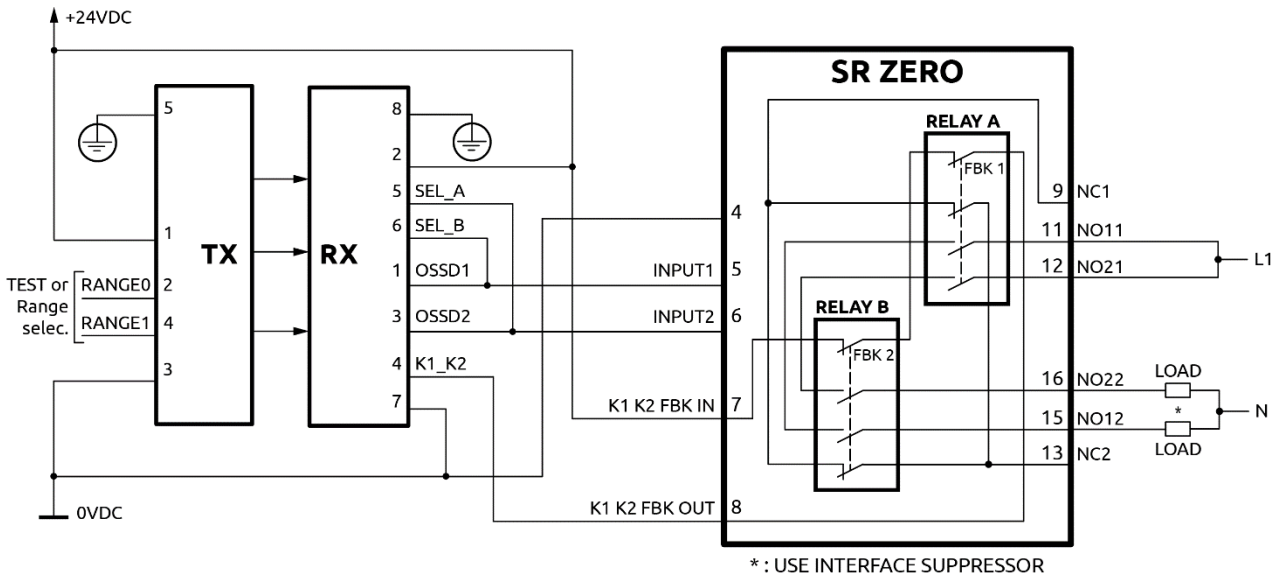 +24VDC
SR ZERO
5
8
RELAY A
2
FBK 1
5 SEL_A
9 NC1
4
6 SEL_B
1
TX
RX
11 NO11
1 OSSD1
INPUT1 5
12 NO21
L1
TEST or
Range
selec.
RANGE0 2
RANGE1 4
RELAY B
3 OSSD2
INPUT2 6
FBK 2
3
4 K1_K2
16 NO22
LOAD
7
K1 K2 FBK IN 7
*
N
15 NO12
LOAD
13 NC2
0VDC
K1 K2 FBK OUT 8
* : USE INTERFACE SUPPRESSOR